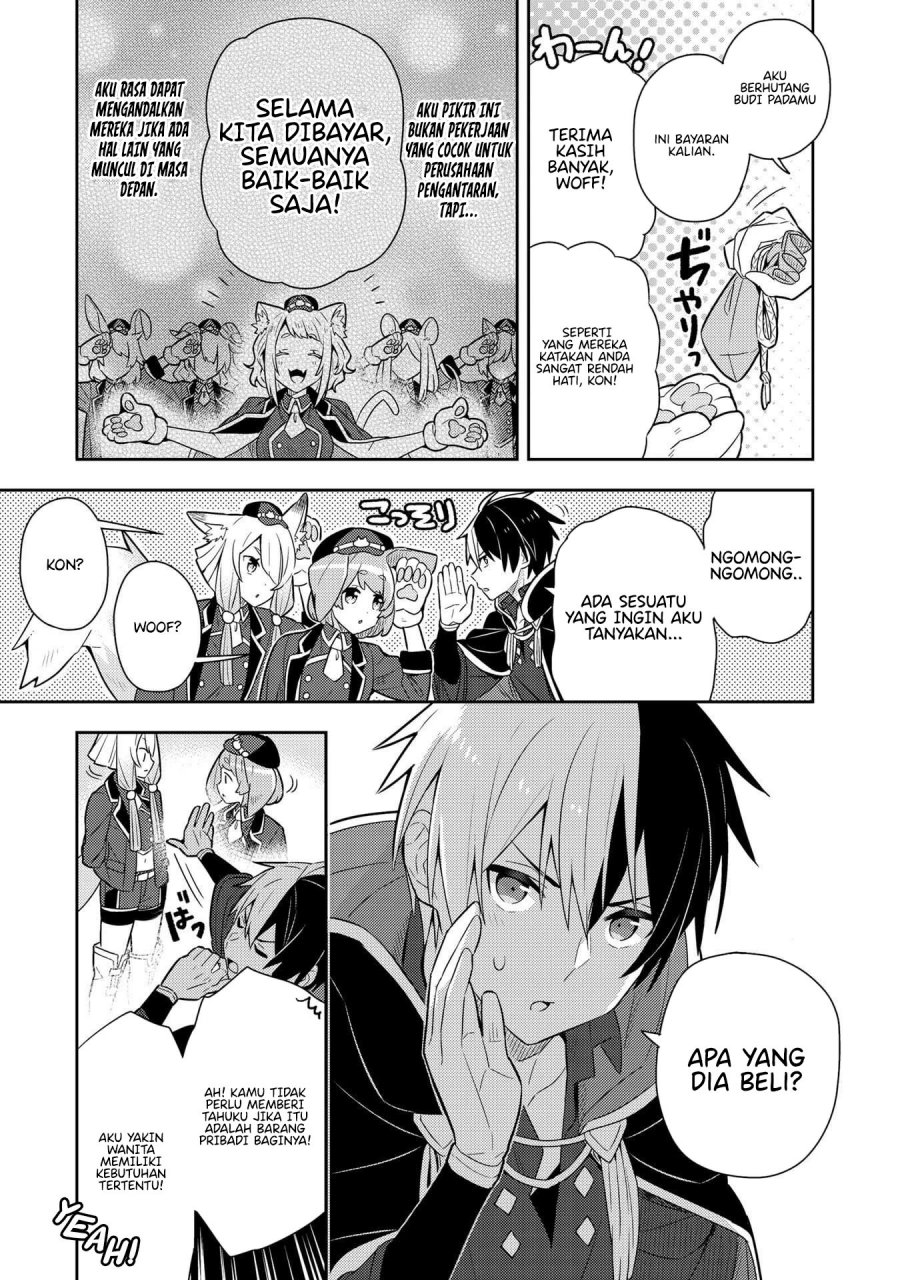 AKU
BERHUTANG
BUDI PADAMU
INI BAYARAN
KALIAN.
わーん!
TERIMA
KASIH
BANYAK,
WOFF!
ぢゃりっ
SEPERTI
YANG MEREKA
KATAKAN ANDA
SANGAT RENDAH
HATI, KON!
AKU PIKIR INI
BUKAN PEKERJAAN
YANG COCOK UNTUK
PERUSAHAAN
PENGANTARAN,
TAPI...
SELAMA
KITA DIBAYAR,
SEMUANYA
BAIK-BAIK
SAJA!
AKU RASA DAPAT
MENGANDALKAN
MEREKA JIKA ADA
HAL LAIN YANG
MUNCUL DI MASA
DEPAN.
NGOMONG-
NGOMONG..
ADA SESUATU
YANG INGIN AKU
TANYAKAN...
こっそり
WOOF?
KON?
APA YANG
DIA BELI?
ばっ
AH! KAMU TIDAK
PERLU MEMBERI
TAHUKU JIKA ITU
ADALAH BARANG
PRIBADI BAGINYA!
AKU YAKIN
WANITA
MEMILIKI
KEBUTUHAN
TERTENTU!
YEAH!